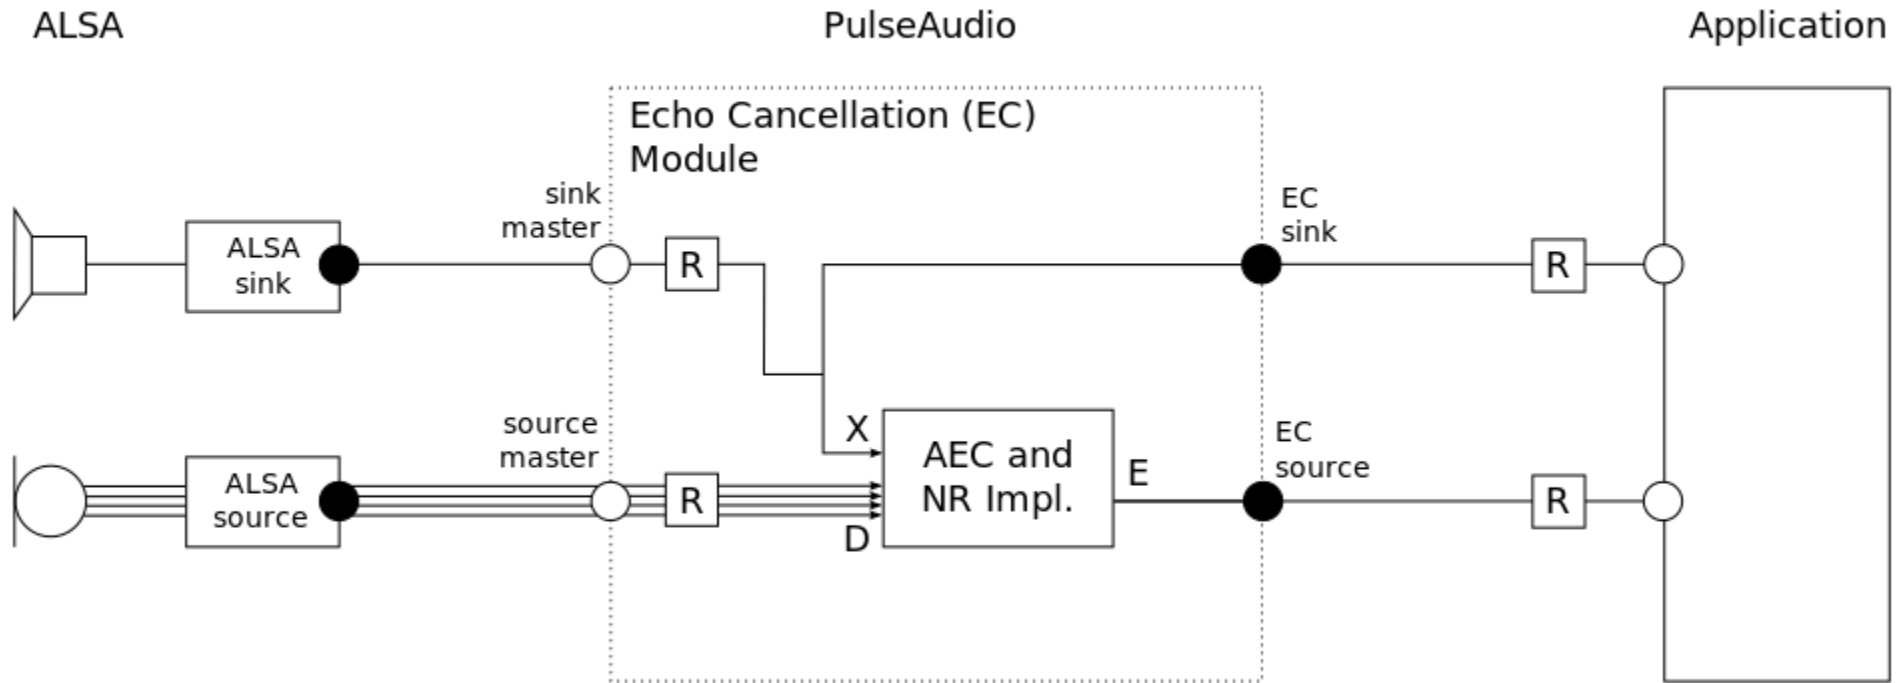 ALSA
PulseAudio
Application
Echo Cancellation (EC)
Module
sink
master
EC
sink
ALSA
sink
R
R
source
master
X
AEC and
NR Impl.
E
EC
source
ALSA
source
R
R
D